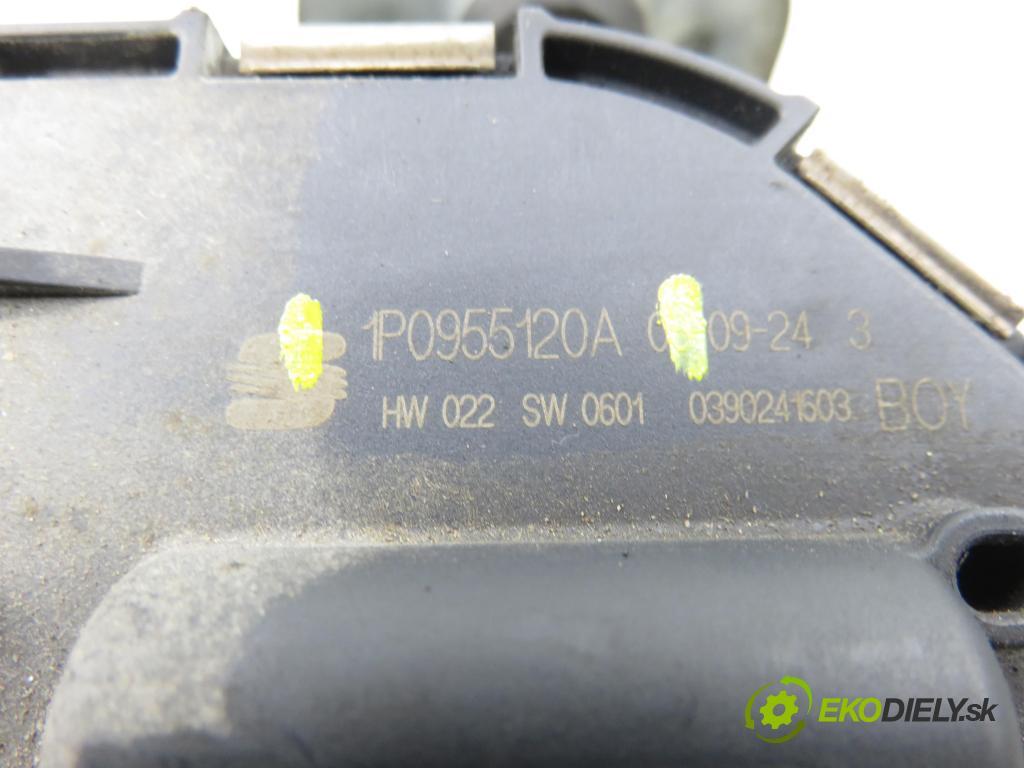 1P0955120A 09-24 3
HW 022 SW 0601 0390241603 BOY
EKODIELY.sk